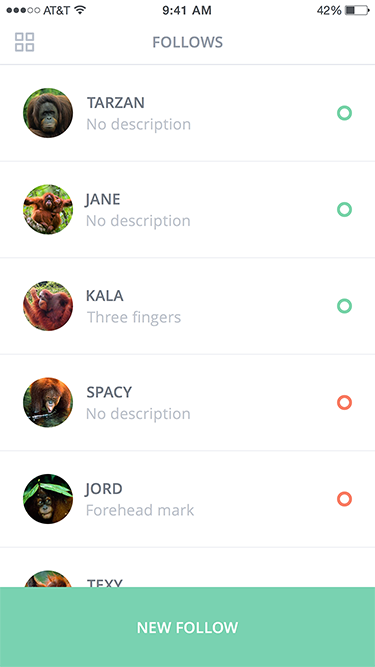 AT&T 9:41 AM 42%
FOLLOWS
TARZAN
No description
JANE
No description
KALA
Three fingers
SPACY
No description
JORD
Forehead mark
TEXY
NEW FOLLOW